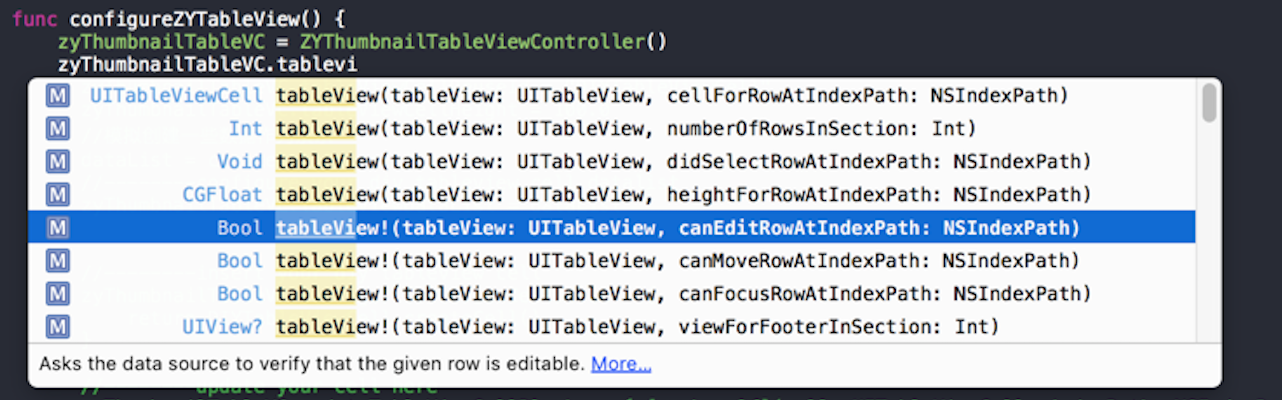 func configureZYTableView() {
zyThumbnailTableVC = ZYThumbnailTableViewController()
zyThumbnailTableVC.tablevi
M UITableViewCell tableView(tableView: UITableView, cellForRowAtIndexPath: NSIndexPath)
M Int tableView(tableView: UITableView, numberOfRowsInSection: Int)
M Void tableView(tableView: UITableView, didSelectRowAtIndexPath: NSIndexPath)
M CGFloat tableView(tableView: UITableView, heightForRowAtIndexPath: NSIndexPath)
M Bool tableView!(tableView: UITableView, canEditRowAtIndexPath: NSIndexPath)
M Bool tableView!(tableView: UITableView, canMoveRowAtIndexPath: NSIndexPath)
M Bool tableView!(tableView: UITableView, canFocusRowAtIndexPath: NSIndexPath)
M UIView? tableView!(tableView: UITableView, viewForFooterInSection: Int)
Asks the data source to verify that the given row is editable. More...
// update your cell here